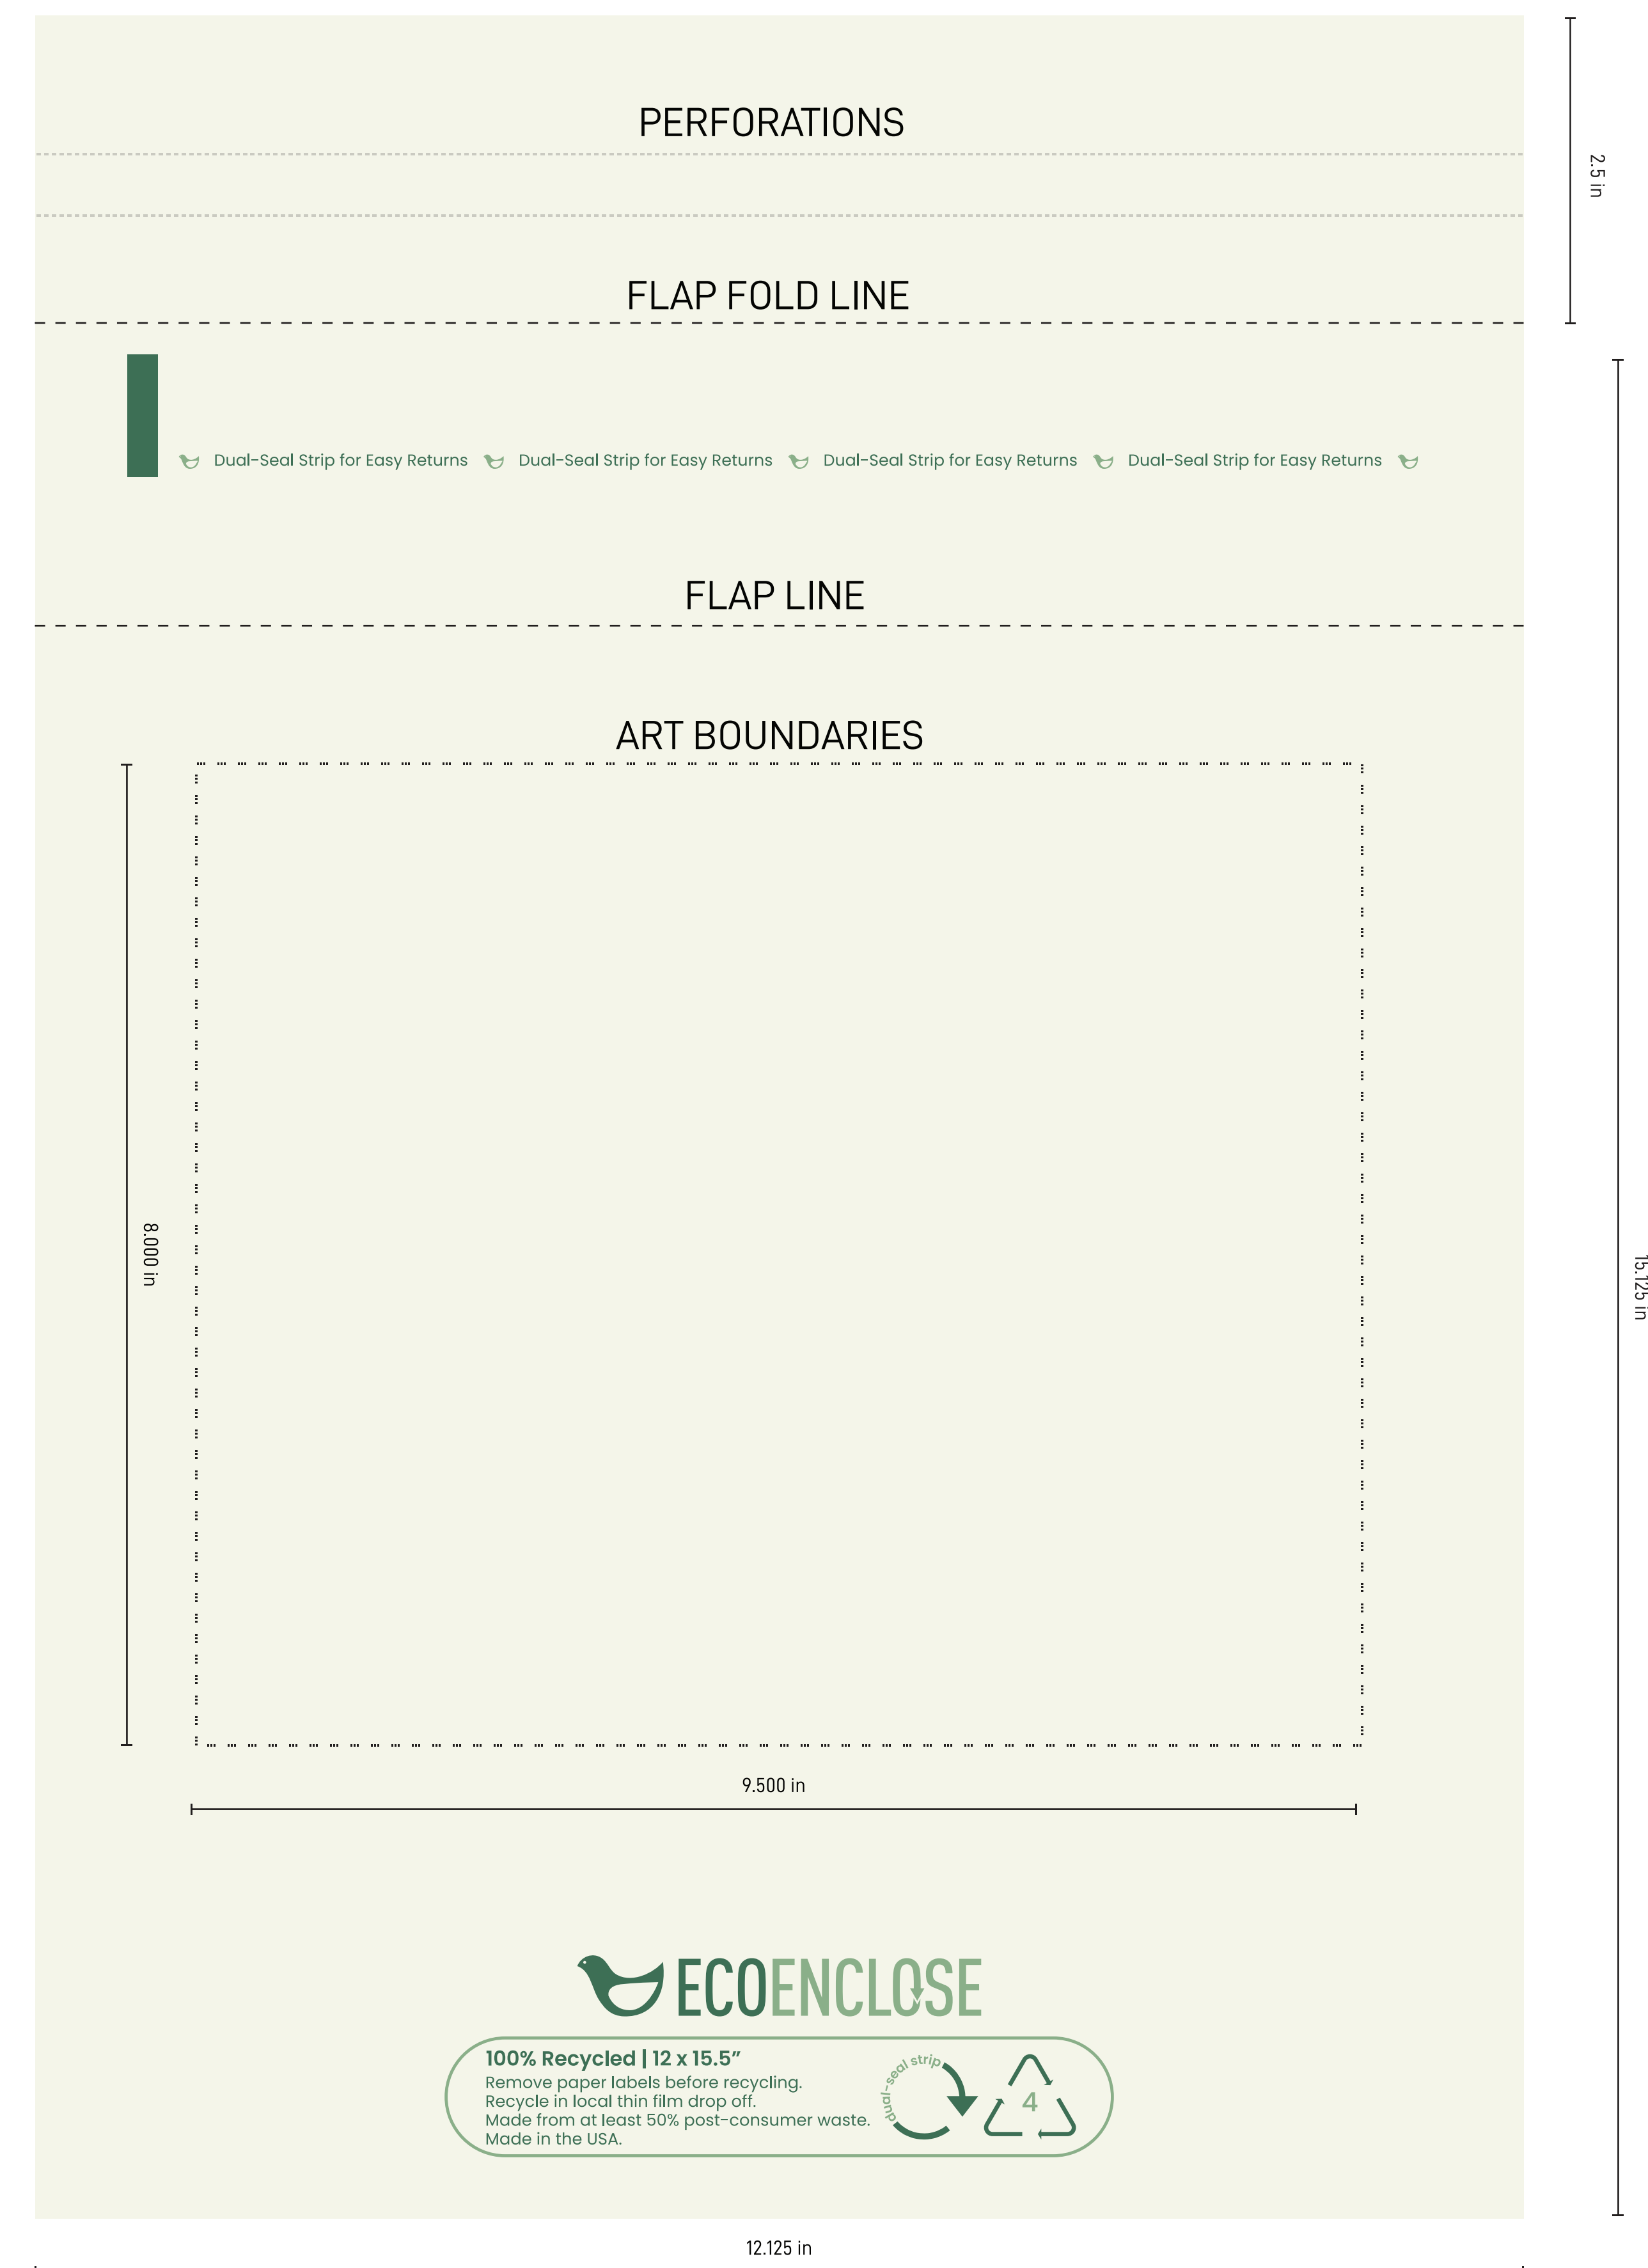 PERFORATIONS
2.5 in
FLAP FOLD LINE
Dual-Seal Strip for Easy Returns Dual-Seal Strip for Easy Returns Dual-Seal Strip for Easy Returns Dual-Seal Strip for Easy Returns
FLAP LINE
ART BOUNDARIES
8.000 in
15.125 in
9.500 in
ECOENCLOSE
100% Recycled | 12 x 15.5”
Remove paper labels before recycling.
Recycle in local thin film drop off.
Made from at least 50% post-consumer waste.
Made in the USA.
dual-seal strip
4
12.125 in